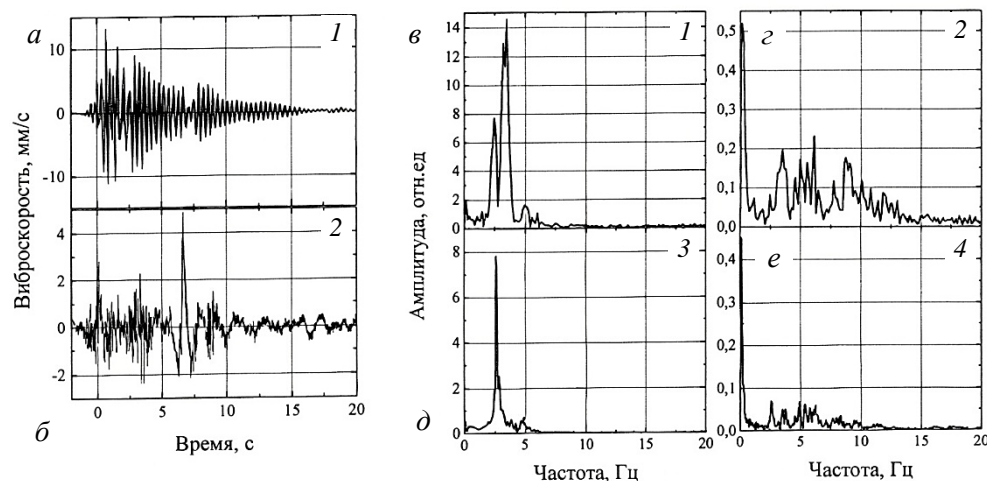 а
1
10
0
-10
Виброскорость, мм/с
2
4
2
0
-2
0 5 10 15 20
б
Время, с
в
1
14
12
10
8
6
4
2
0
Амплитуда, отн.ед
3
8
6
4
2
0
0 5 10 15 20
д
Частота, Гц
г
2
0,5
0,4
0,3
0,2
0,1
0,0
е
4
0,4
0,3
0,2
0,1
0,0
0 5 10 15 20
Частота, Гц